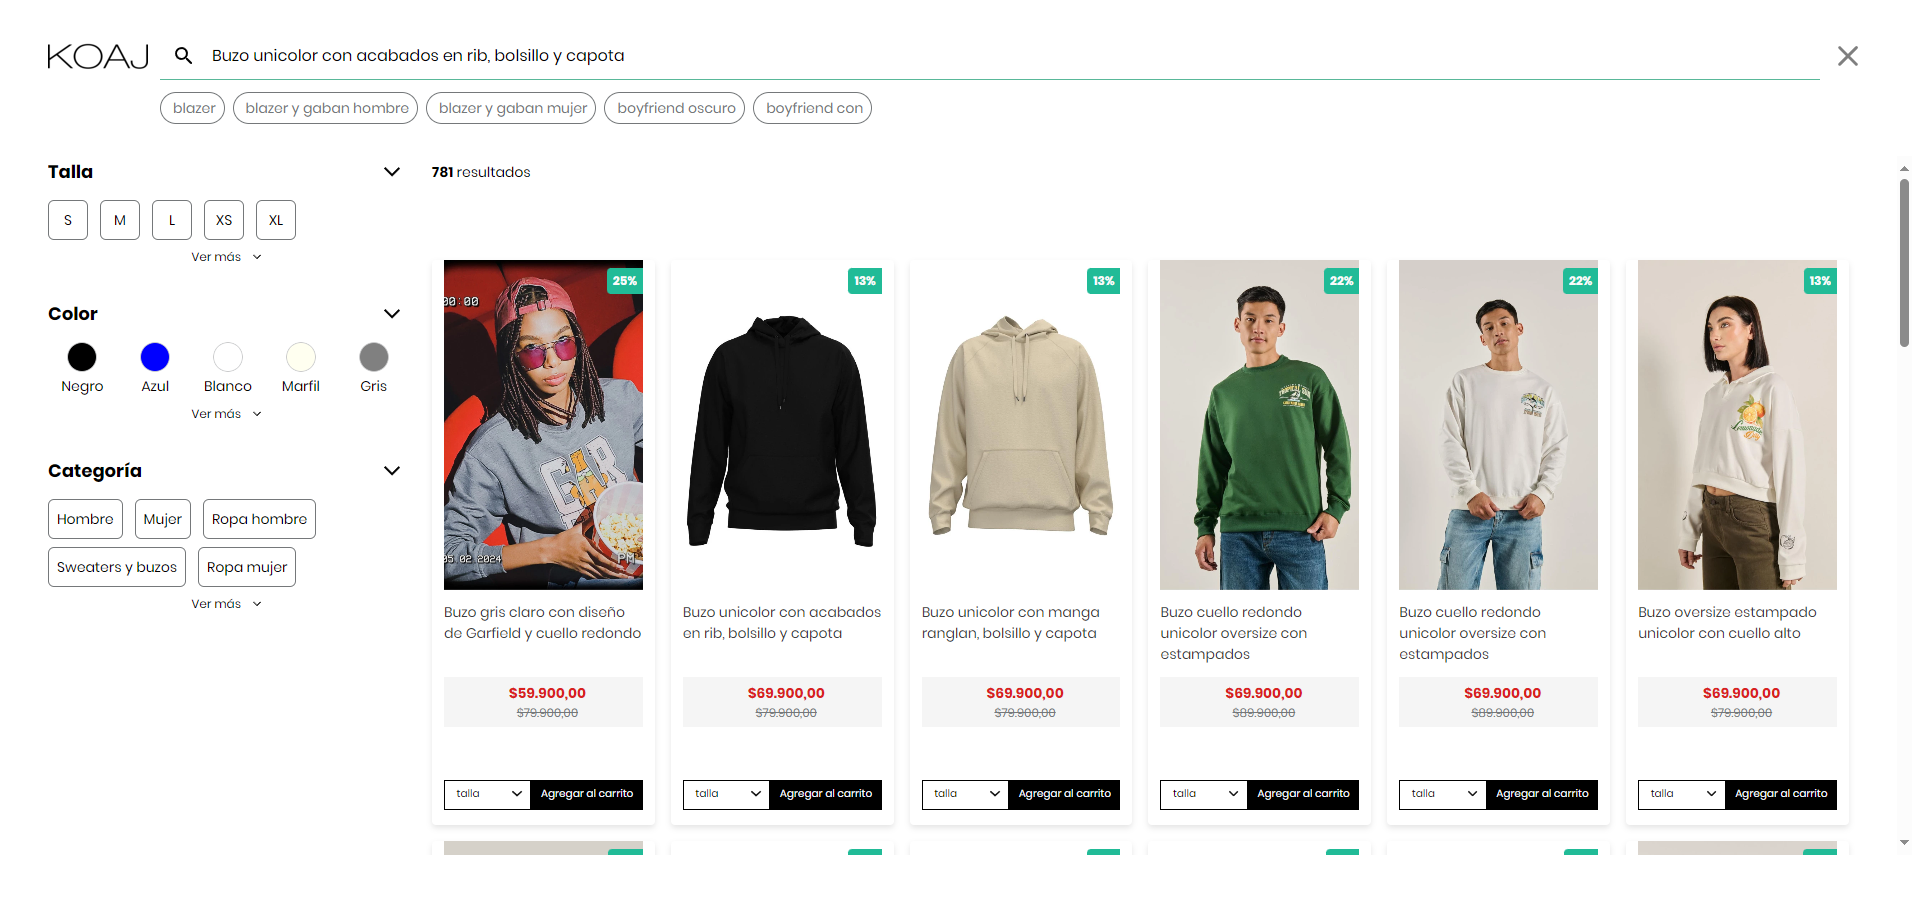 KOAJ
Buzo unicolor con acabados en rib, bolsillo y capota
blazer
blazer y gaban hombre
blazer y gaban mujer
boyfriend oscuro
boyfriend con
Talla
S
M
L
XS
XL
Ver más
Color
Negro
Azul
Blanco
Marfil
Gris
Ver más
Categoría
Hombre
Mujer
Ropa hombre
Sweaters y buzos
Ropa mujer
Ver más
781 resultados
25%
00:00
GAR
05 02 2024
PM
Buzo gris claro con diseño
de Garfield y cuello redondo
$59.900,00
$79.900,00
talla
Agregar al carrito
13%
Buzo unicolor con acabados
en rib, bolsillo y capota
$69.900,00
$79.900,00
talla
Agregar al carrito
13%
Buzo unicolor con manga
ranglan, bolsillo y capota
$69.900,00
$79.900,00
talla
Agregar al carrito
22%
Buzo cuello redondo
unicolor oversize con
estampados
$69.900,00
$89.900,00
talla
Agregar al carrito
22%
Buzo cuello redondo
unicolor oversize con
estampados
$69.900,00
$89.900,00
talla
Agregar al carrito
13%
Buzo oversize estampado
unicolor con cuello alto
$69.900,00
$79.900,00
talla
Agregar al carrito